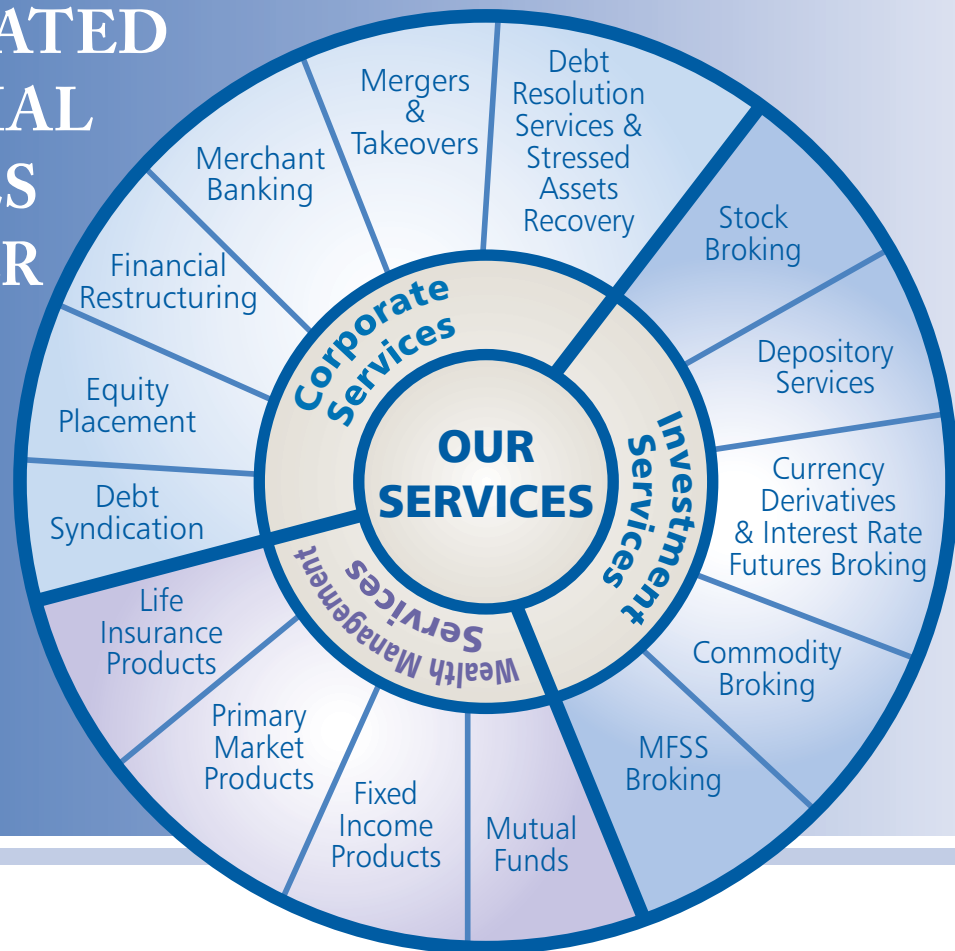 ATED
IAL
ES
ER
Mergers
&
Takeovers
Debt
Resolution
Services &
Stressed
Assets
Recovery
Stock
Broking
Depository
Services
Currency
Derivatives
& Interest Rate
Futures Broking
Commodity
Broking
MFSS
Broking
Mutual
Funds
Fixed
Income
Products
Primary
Market
Products
Life
Insurance
Products
Debt
Syndication
Equity
Placement
Financial
Restructuring
Merchant
Banking
Corporate
Services
Investment
Services
Wealth Management
Services
OUR
SERVICES